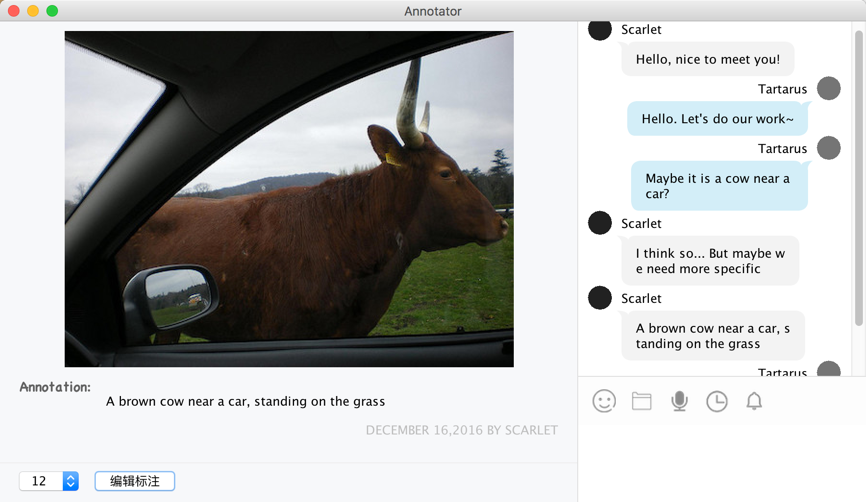 Annotator
Scarlet
Hello, nice to meet you!
Tartarus
Hello. Let's do our work~
Tartarus
Maybe it is a cow near a
car?
Scarlet
I think so... But maybe w
e need more specific
Scarlet
A brown cow near a car, s
tanding on the grass
Tartarus
Annotation:
A brown cow near a car, standing on the grass
DECEMBER 16,2016 BY SCARLET
12
编辑标注